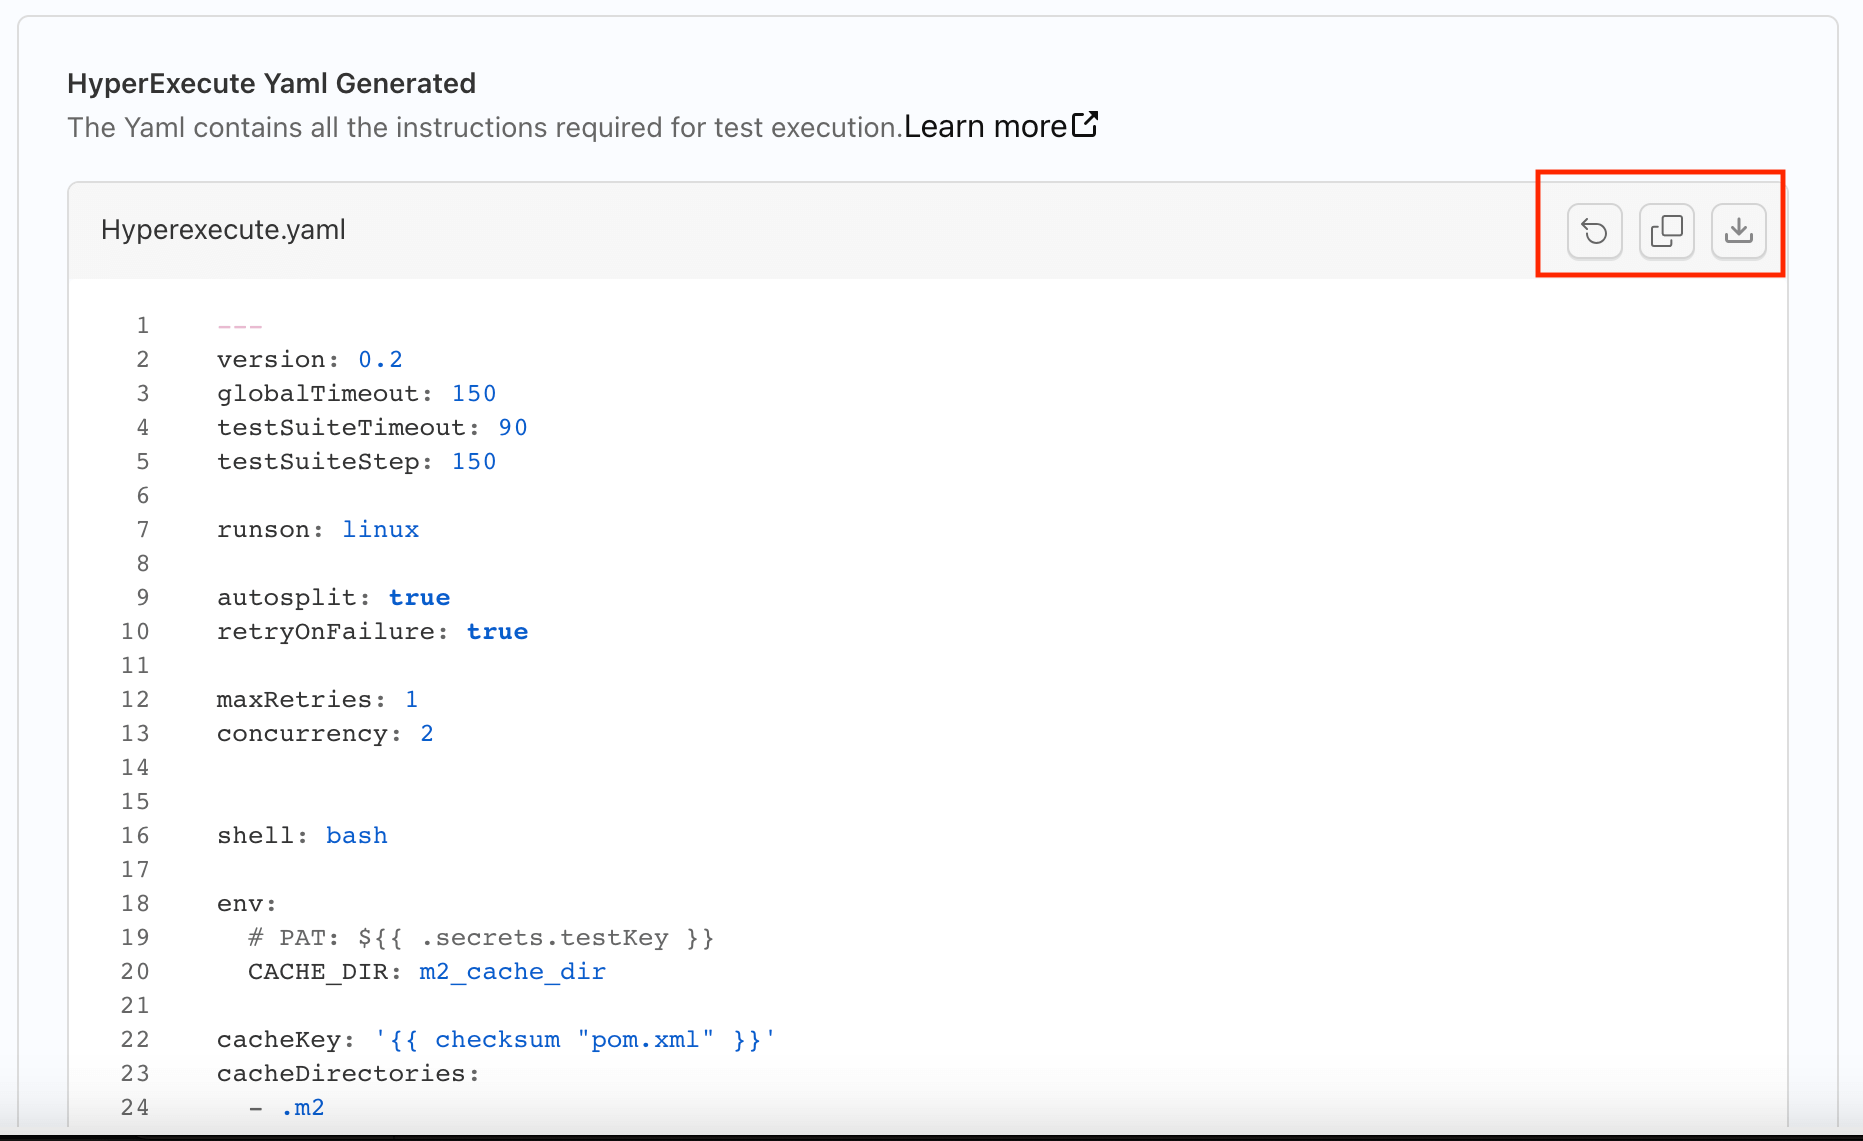 HyperExecute Yaml Generated
The Yaml contains all the instructions required for test execution.Learn more
Hyperexecute.yaml
1 ---
2 version: 0.2
3 globalTimeout: 150
4 testSuiteTimeout: 90
5 testSuiteStep: 150
6
7 runson: linux
8
9 autosplit: true
10 retryOnFailure: true
11
12 maxRetries: 1
13 concurrency: 2
14
15
16 shell: bash
17
18 env:
19   # PAT: ${{ .secrets.testKey }}
20   CACHE_DIR: m2_cache_dir
21
22 cacheKey: '{{ checksum "pom.xml" }}'
23 cacheDirectories:
24   - .m2